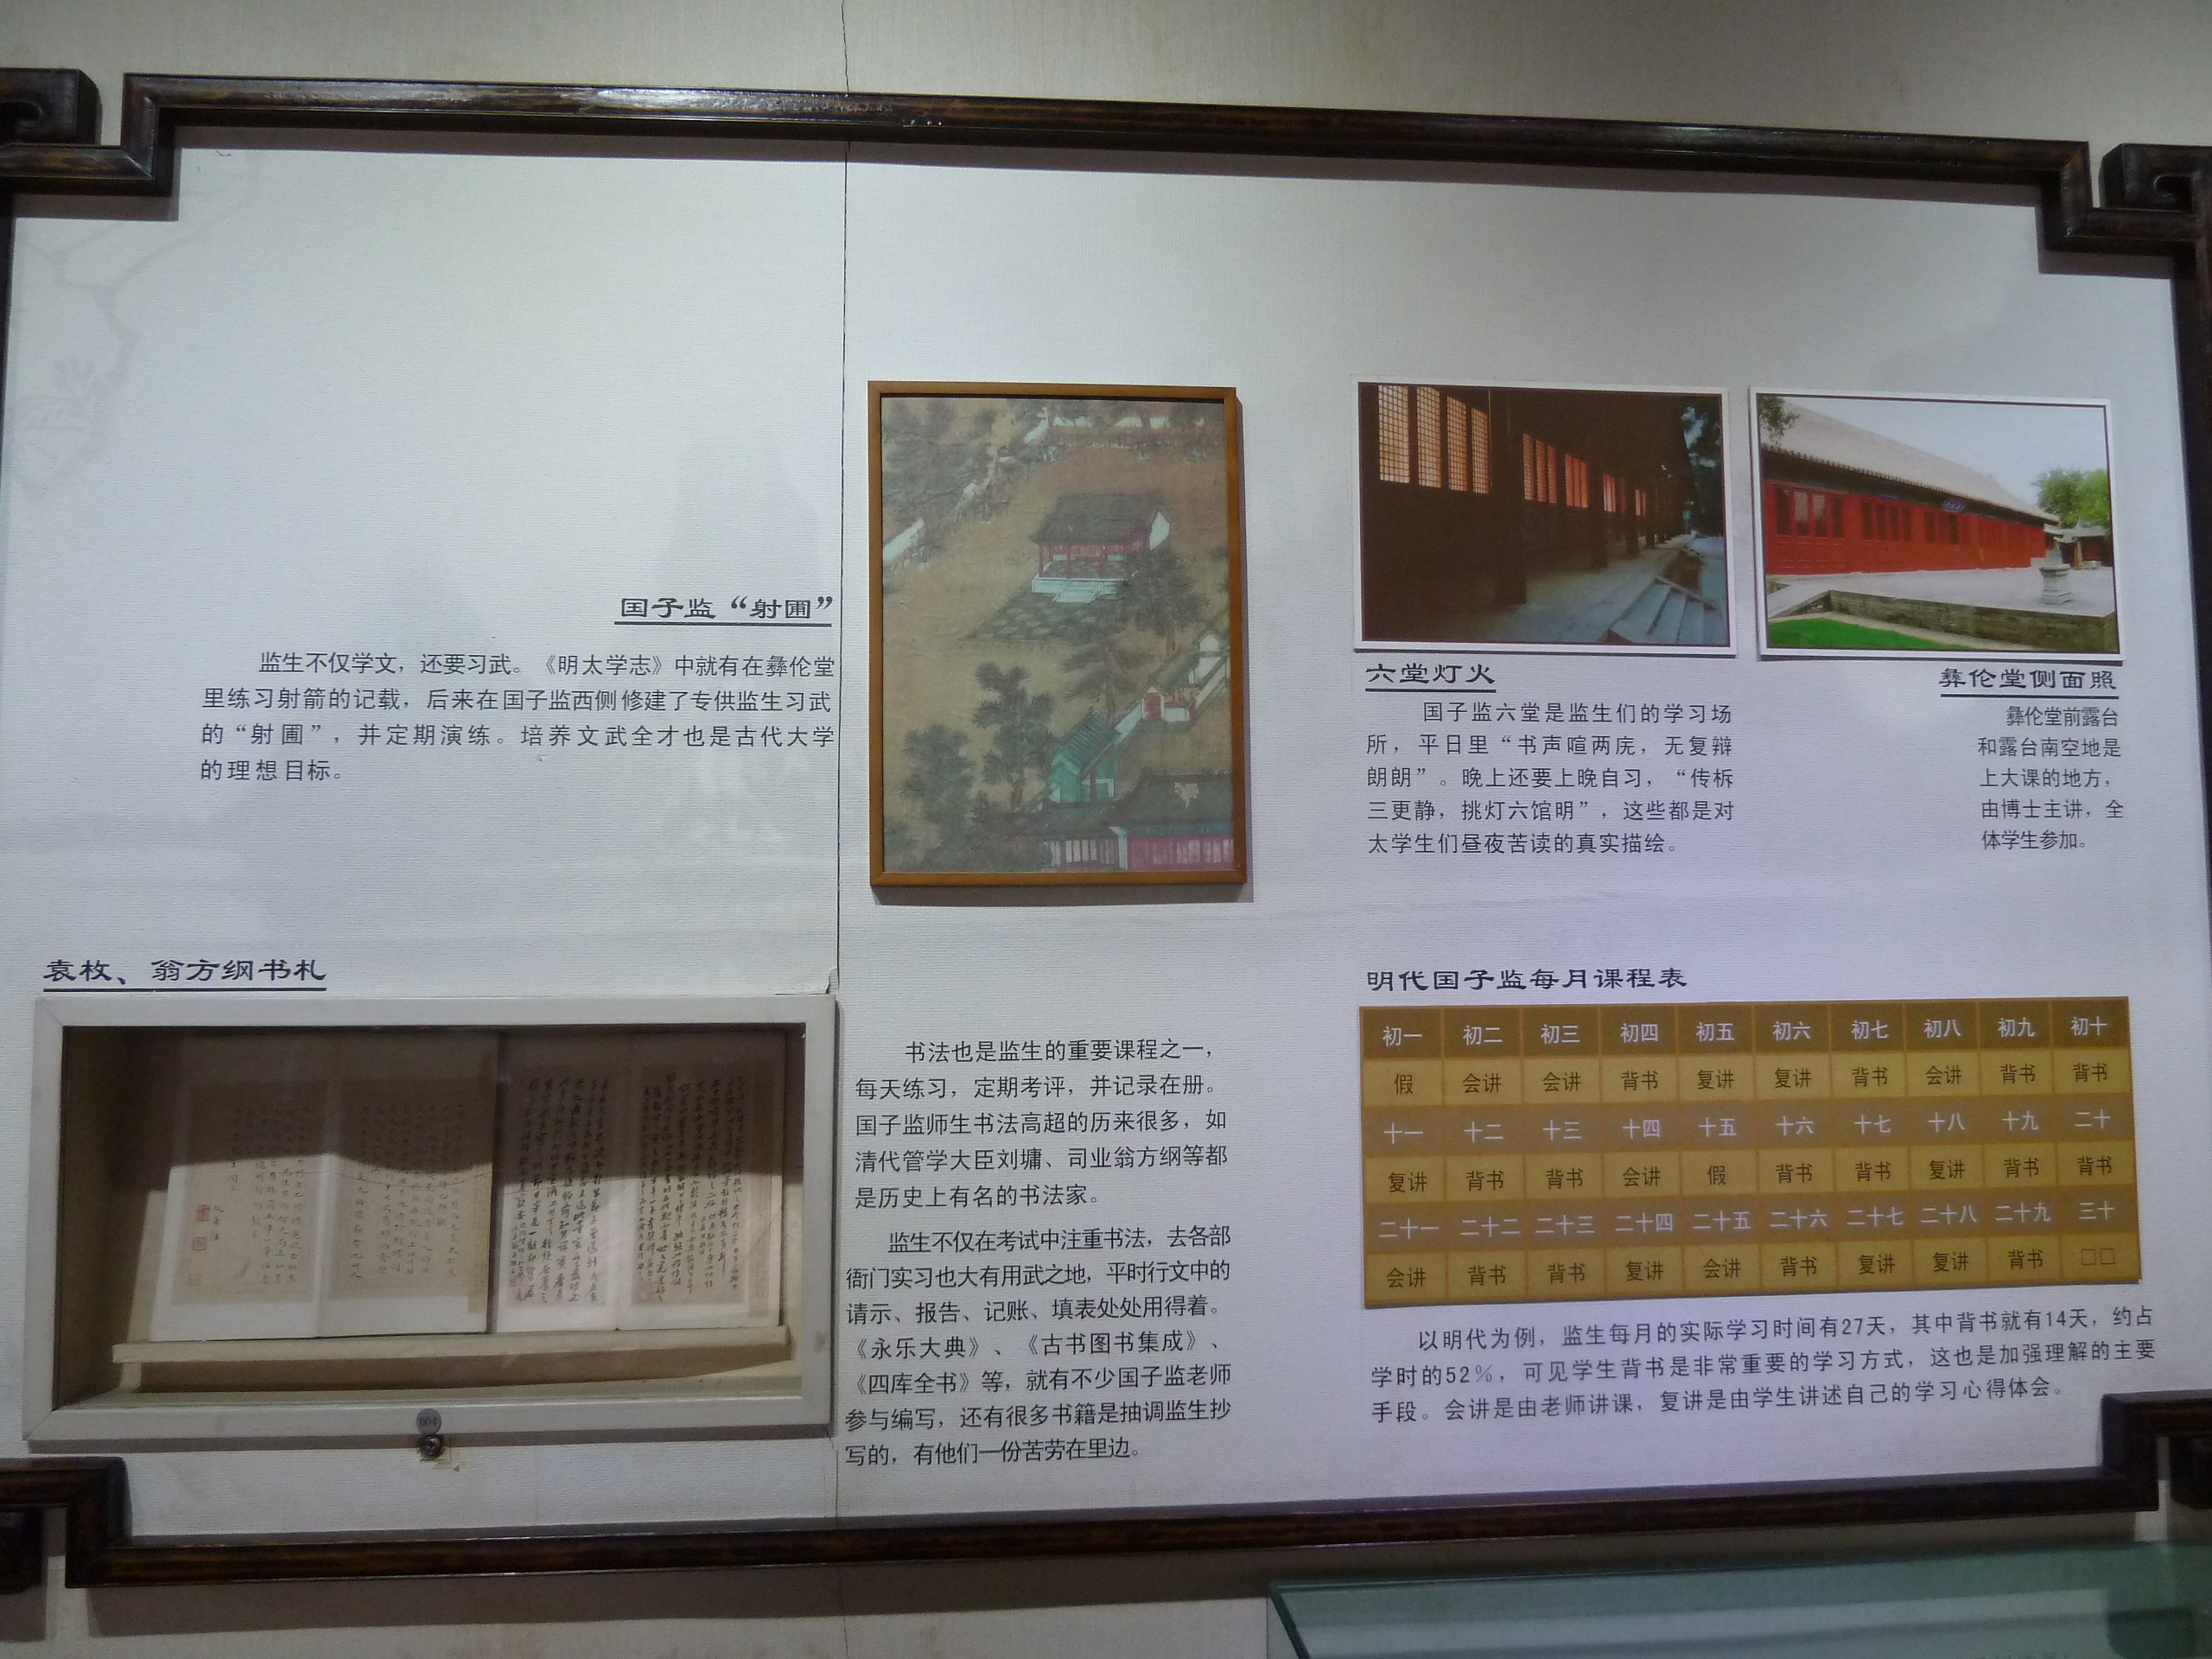 国子监“射圃”
监生不仅学文，还要习武。《明太学志》中就有在彝伦堂
里练习射箭的记载，后来在国子监西侧修建了专供监生习武
的“射圃”，并定期演练。培养文武全才也是古代大学
的理想目标。
六堂灯火
国子监六堂是监生们的学习场
所，平日里“书声喧两庑，无复辩
朗朗”。晚上还要上晚自习，“传柝
三更静，挑灯六馆明”，这些都是对
太学生们昼夜苦读的真实描绘。
彝伦堂侧面照
彝伦堂前露台
和露台南空地是
上大课的地方，
由博士主讲，全
体学生参加。
袁枚、翁方纲书札
604
书法也是监生的重要课程之一，
每天练习，定期考评，并记录在册。
国子监师生书法高超的历来很多，如
清代管学大臣刘墉、司业翁方纲等都
是历史上有名的书法家。
监生不仅在考试中注重书法，去各部
衙门实习也大有用武之地，平时行文中的
请示、报告、记账、填表处处用得着。
《永乐大典》、《古书图书集成》、
《四库全书》等，就有不少国子监老师
参与编写，还有很多书籍是抽调监生抄
写的，有他们一份苦劳在里边。
明代国子监每月课程表
初一 初二 初三 初四 初五 初六 初七 初八 初九 初十
假 会讲 会讲 背书 复讲 复讲 背书 会讲 背书 背书
十一 十二 十三 十四 十五 十六 十七 十八 十九 二十
复讲 背书 背书 会讲 假 背书 背书 复讲 背书 背书
二十一 二十二 二十三 二十四 二十五 二十六 二十七 二十八 二十九 三十
会讲 背书 背书 复讲 会讲 背书 复讲 复讲 背书 □□
以明代为例，监生每月的实际学习时间有27天，其中背书就有14天，约占
学时的52%，可见学生背书是非常重要的学习方式，这也是加强理解的主要
手段。会讲是由老师讲课，复讲是由学生讲述自己的学习心得体会。